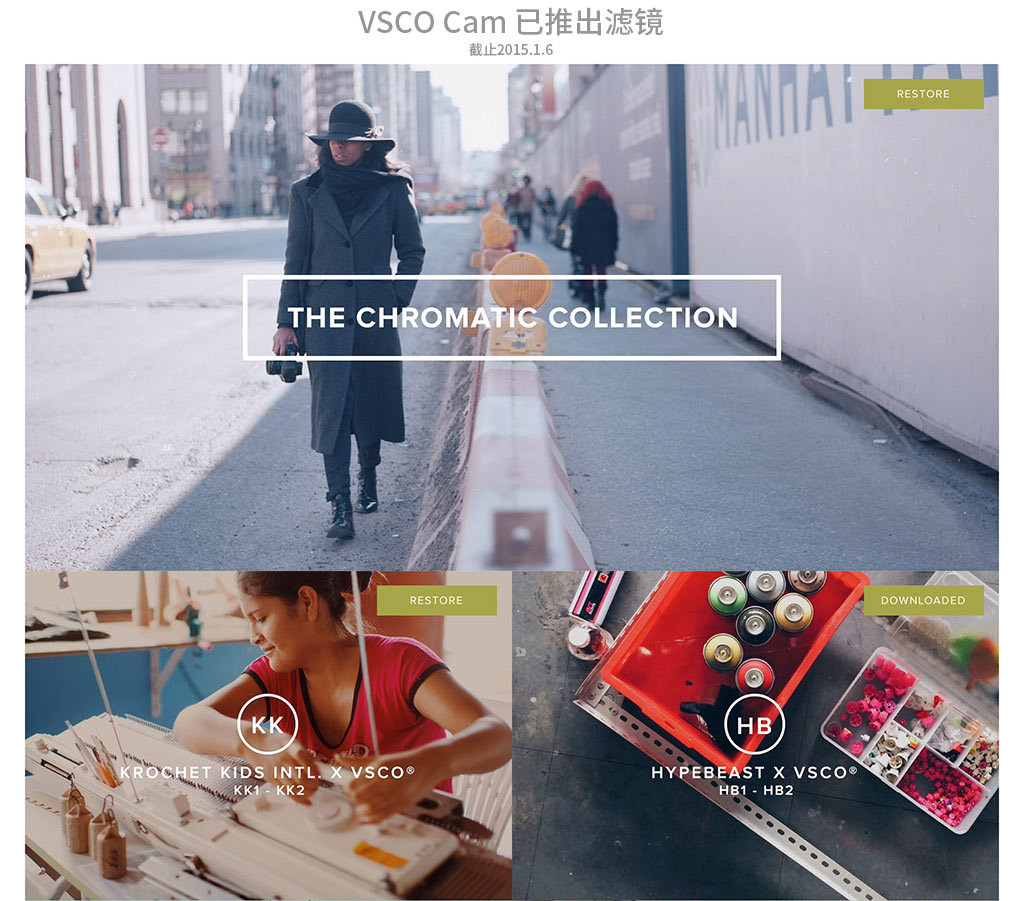 VSCO Cam 已推出滤镜
截止2015.1.6
RESTORE
MANHATTA
THE CHROMATIC COLLECTION
RESTORE
DOWNLOADED
KK
KROCHET KIDS INTL. X VSCO®
KK1 - KK2
HB
HYPEBEAST X VSCO®
HB1 - HB2